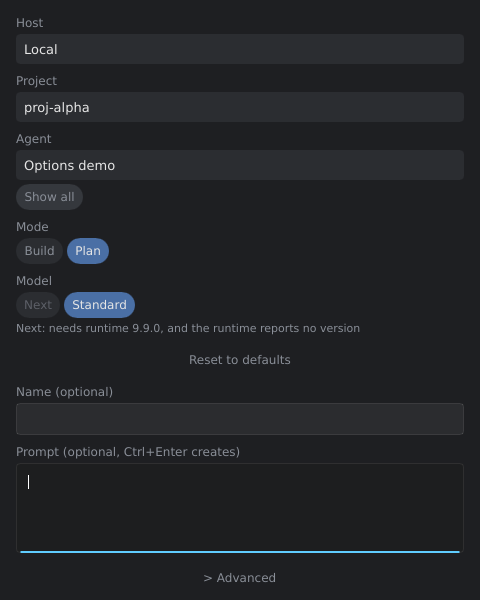 Host
Local
Project
proj-alpha
Agent
Options demo
Show all
Mode
Build Plan
Model
Next Standard
Next: needs runtime 9.9.0, and the runtime reports no version
Reset to defaults
Name (optional)
Prompt (optional, Ctrl+Enter creates)
> Advanced